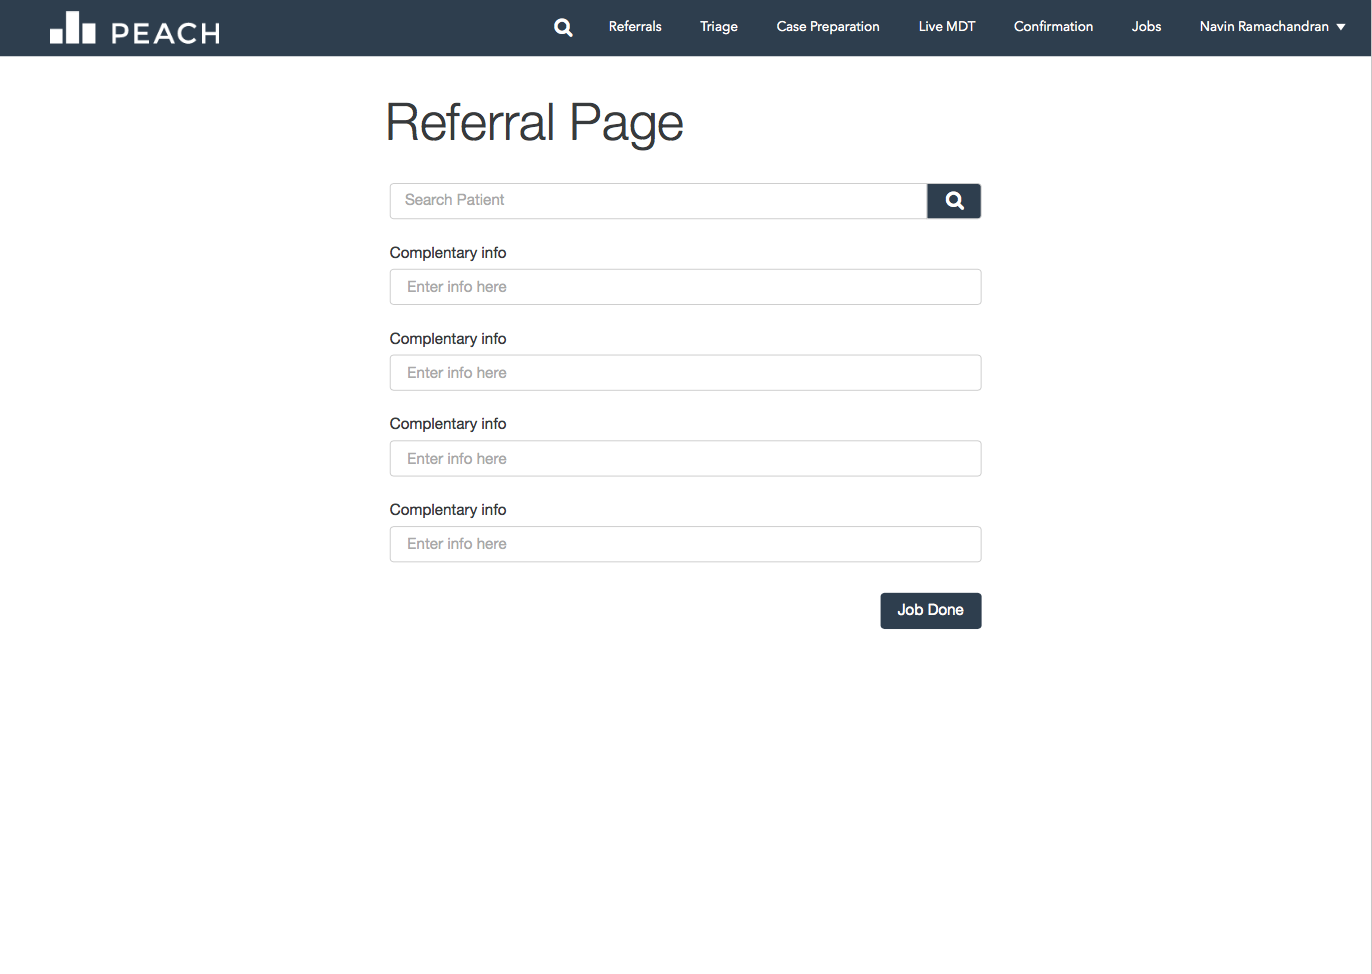 PEACH Referrals Triage Case Preparation Live MDT Confirmation Jobs Navin Ramachandran
Referral Page
Search Patient
Complentary info
Enter info here
Complentary info
Enter info here
Complentary info
Enter info here
Complentary info
Enter info here
Job Done